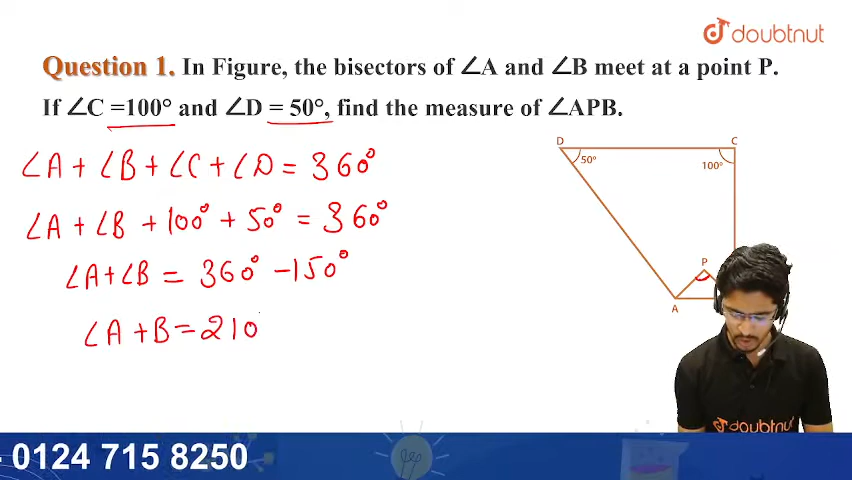 doubtnut
Question 1. In Figure, the bisectors of ∠A and ∠B meet at a point P.
If ∠C =100° and ∠D = 50°, find the measure of ∠APB.
∠A + ∠B + ∠C + ∠D = 360°
∠A + ∠B + 100° + 50° = 360°
∠A + ∠B = 360° - 150°
∠A + B = 210
D
C
50°
100°
P
A
doubtnut
0124 715 8250